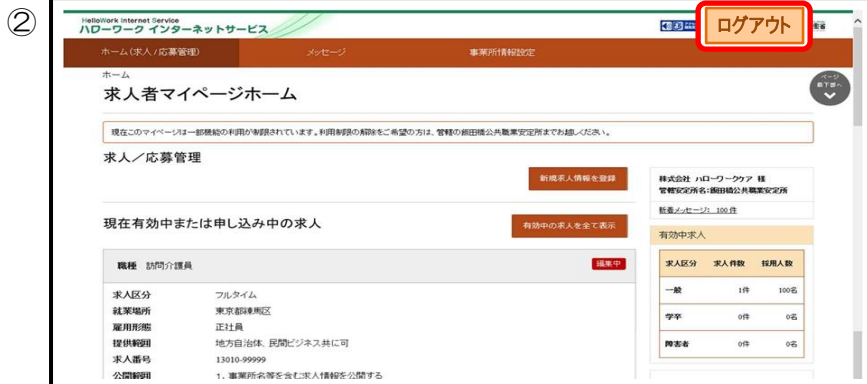 ②
HelloWork Internet Service
ハローワーク インターネットサービス
ログアウト
ホーム(求人/応募管理)
メッセージ
事業所情報設定
ホーム
求人者マイページホーム
ページ
最下部へ
現在このマイページは一部機能の利用が制限されています。利用制限の解除をご希望の方は、管轄の飯田橋公共職業安定所までお越しください。
求人／応募管理
新規求人情報を登録
株式会社 ハローワークケア 様
管轄安定所名:飯田橋公共職業安定所
新着メッセージ: 100件
現在有効中または申し込み中の求人
有効中の求人を全て表示
有効中求人
求人区分 求人件数 採用人数
一般 1件 100名
学卒 0件 0名
障害者 0件 0名
職種 訪問介護員
編集中
求人区分 フルタイム
就業場所 東京都練馬区
雇用形態 正社員
提供範囲 地方自治体、民間ビジネス共に可
求人番号 13010-99999
公開範囲 1. 事業所名等を含む求人情報を公開する